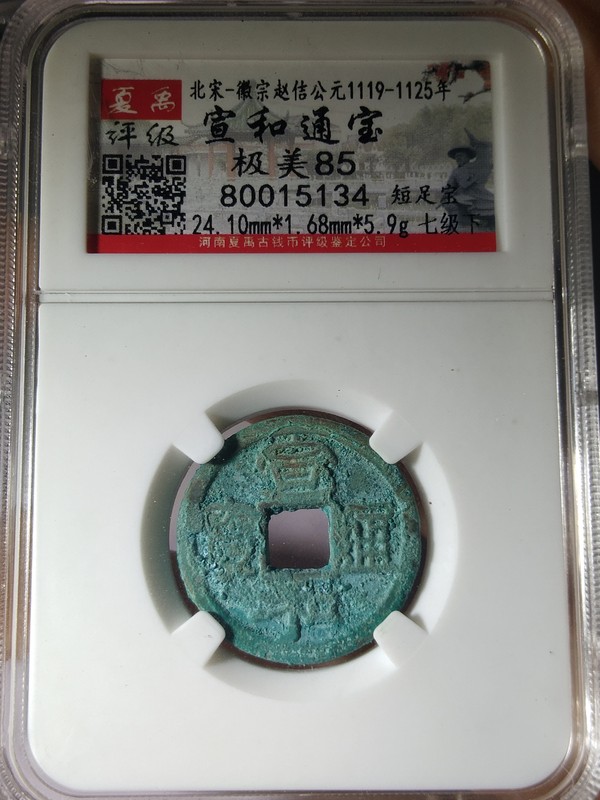 夏禹
评级
北宋-徽宗赵佶公元1119-1125年
宣和通宝
极美85
80015134 短足宝
24.10mm*1.68mm*5.9g 七级下
河南夏禹古钱币评级鉴定公司
宣
通